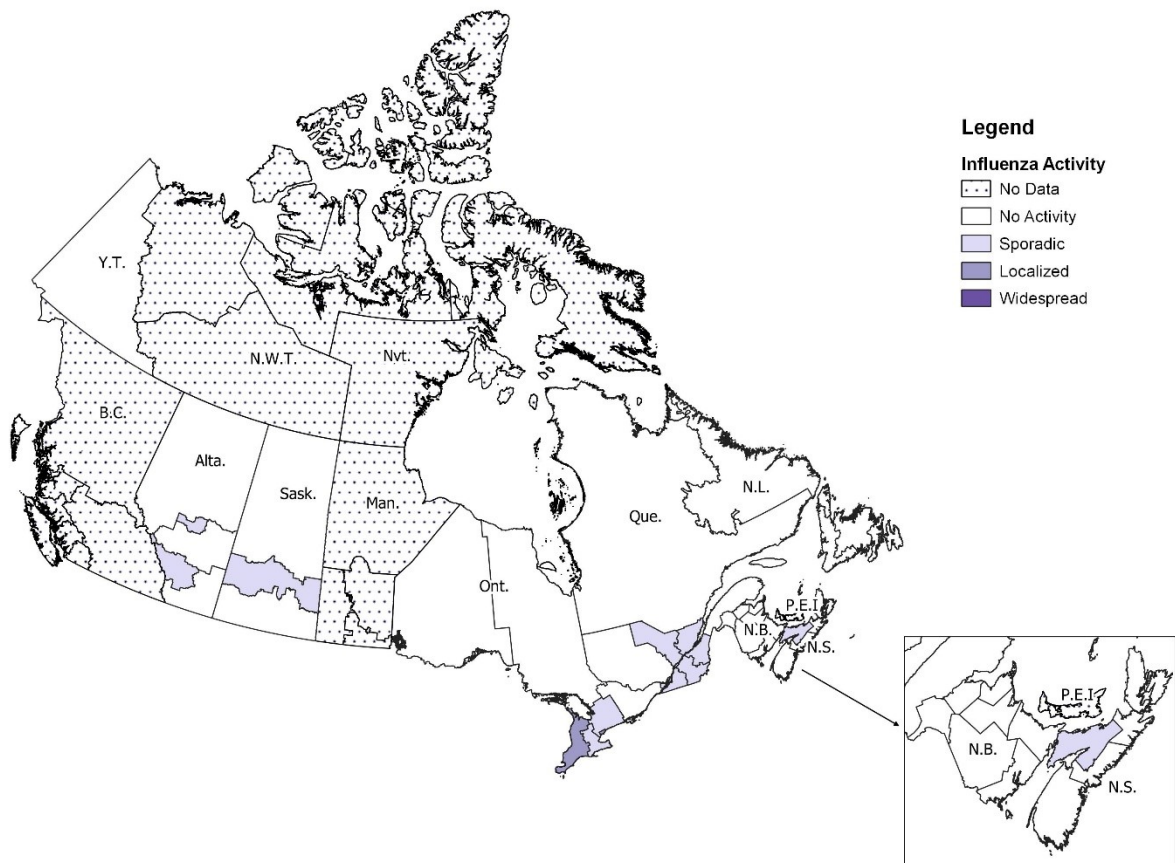 Legend
Influenza Activity
No Data
No Activity
Sporadic
Localized
Widespread
Y.T.
N.W.T.
Nvt.
B.C.
Alta.
Sask.
Man.
Ont.
Que.
N.L.
P.E.I
N.B.
N.S.
P.E.I
N.B.
N.S.